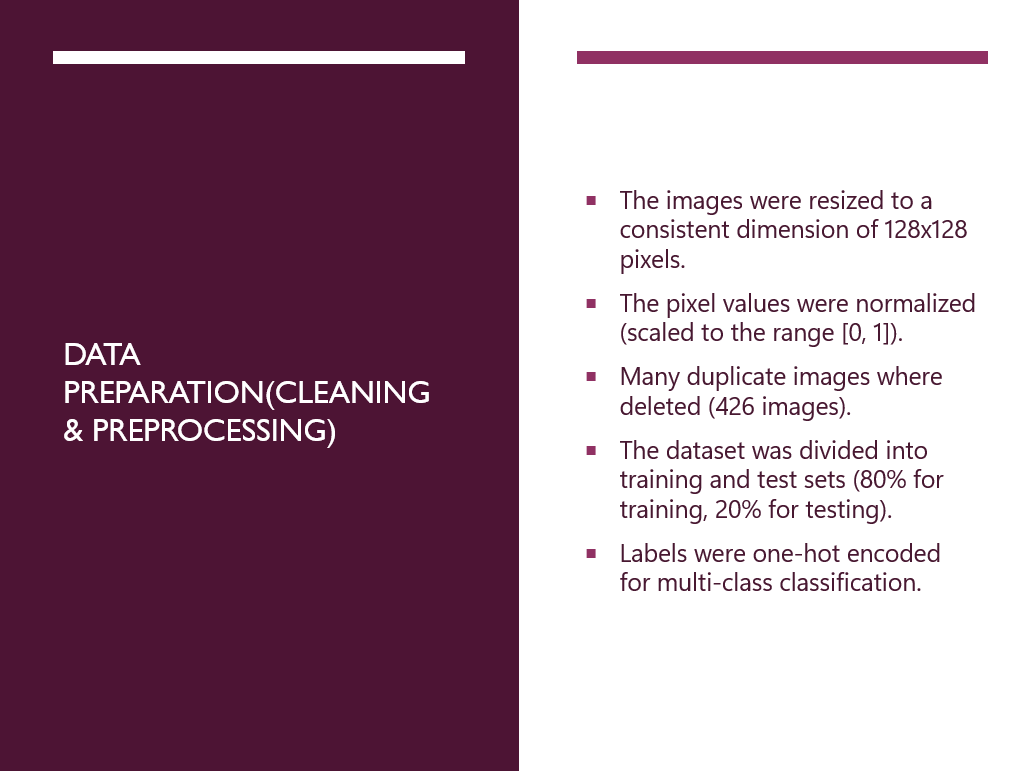 DATA
PREPARATION(CLEANING
& PREPROCESSING)
▪ The images were resized to a
consistent dimension of 128x128
pixels.
▪ The pixel values were normalized
(scaled to the range [0, 1]).
▪ Many duplicate images where
deleted (426 images).
▪ The dataset was divided into
training and test sets (80% for
training, 20% for testing).
▪ Labels were one-hot encoded
for multi-class classification.